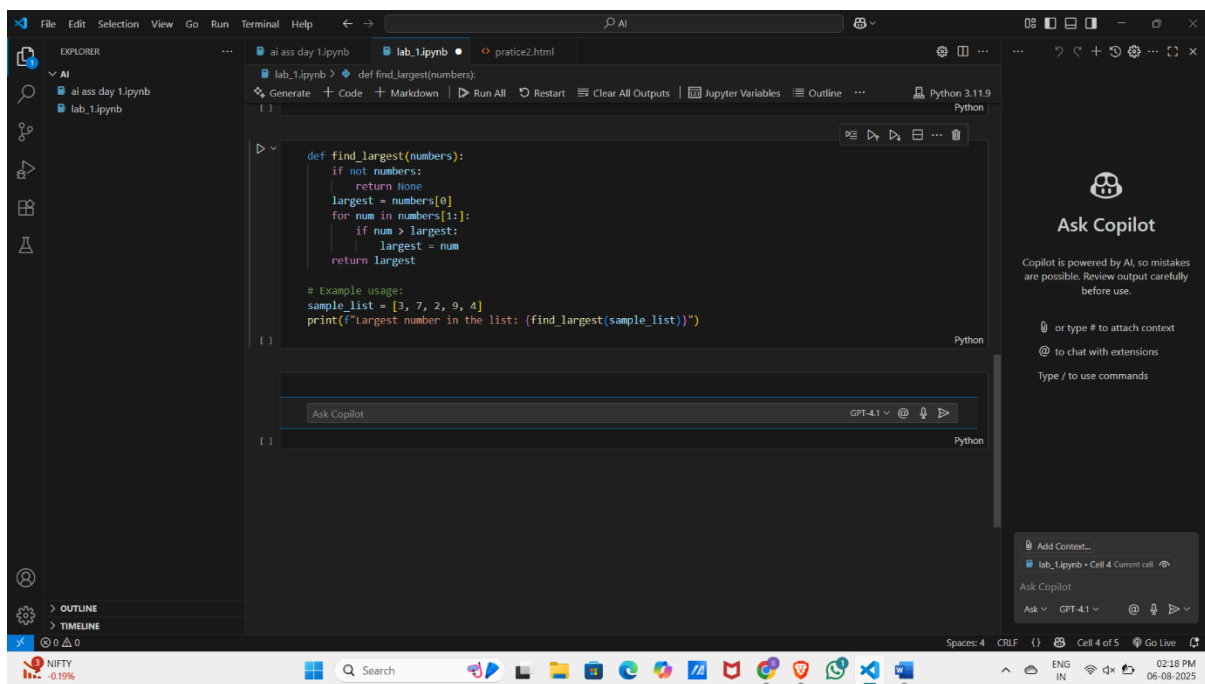 File Edit Selection View Go Run Terminal Help
AI
EXPLORER
AI
ai ass day 1.ipynb
lab_1.ipynb
OUTLINE
TIMELINE
ai ass day 1.ipynb lab_1.ipynb pratice2.html
lab_1.ipynb > def find_largest(numbers):
Generate + Code + Markdown Run All Restart Clear All Outputs Jupyter Variables Outline ... Python 3.11.9
[ ] Python
def find_largest(numbers):
if not numbers:
return None
largest = numbers[0]
for num in numbers[1:]:
if num > largest:
largest = num
return largest
# Example usage:
sample_list = [3, 7, 2, 9, 4]
print(f"Largest number in the list: {find_largest(sample_list)}")
[ ] Python
Ask Copilot GPT-4.1 @
[ ] Python
Ask Copilot
Copilot is powered by AI, so mistakes
are possible. Review output carefully
before use.
or type # to attach context
@ to chat with extensions
Type / to use commands
Add Context...
lab_1.ipynb • Cell 4 Current cell
Ask Copilot
Ask GPT-4.1 @
0 0 Spaces: 4 CRLF {} Cell 4 of 5 Go Live
3 NIFTY
-0.19%
Search
5
1
ENG
IN
02:18 PM
06-08-2025